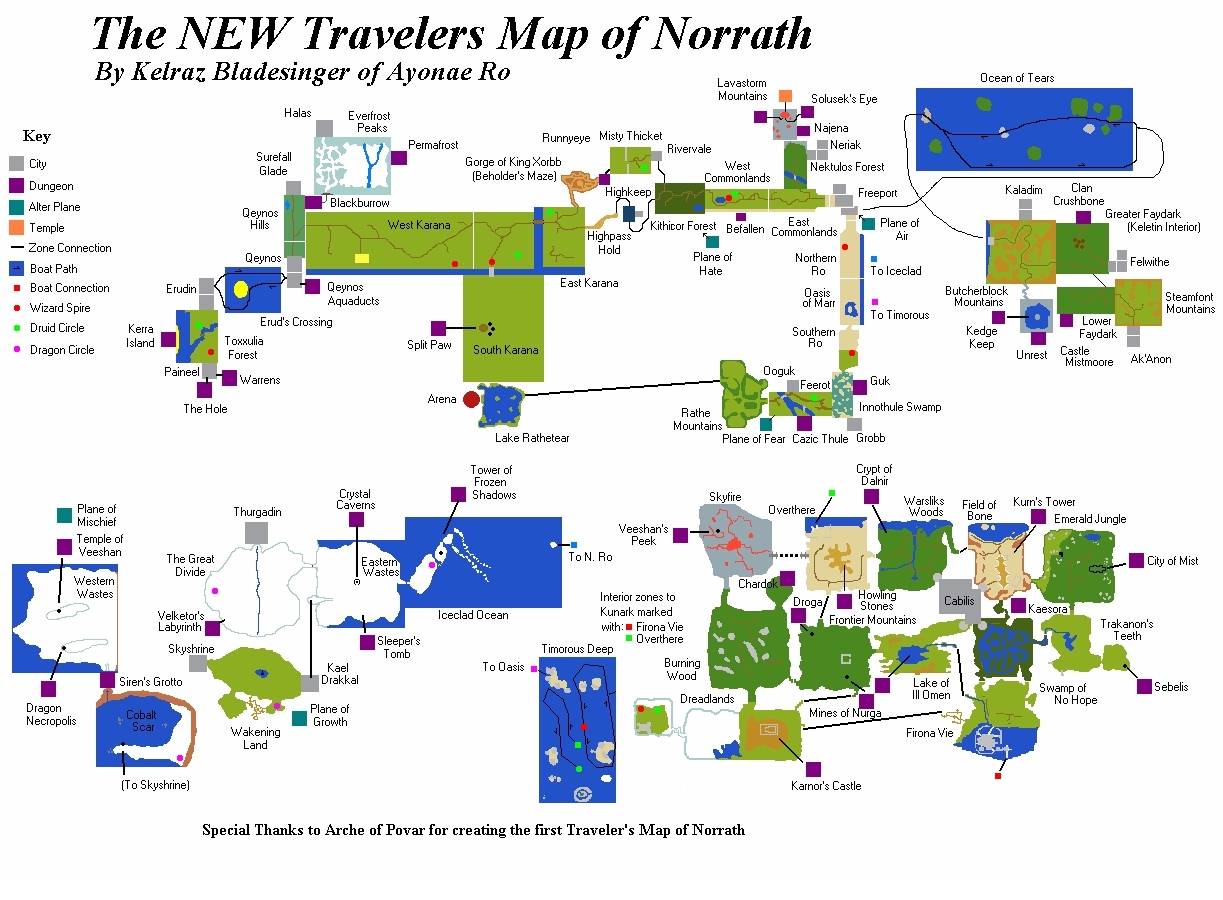 The NEW Travelers Map of Norrath
By Kelraz Bladesinger of Ayonae Ro
Key
City
Dungeon
Alter Plane
Temple
Zone Connection
Boat Path
Boat Connection
Wizard Spire
Druid Circle
Dragon Circle
Halas
Everfrost
Peaks
Permafrost
Surefall
Glade
Blackburrow
Qeynos
Hills
West Karana
Qeynos
Qeynos
Aquaducts
Erudin
Erud's Crossing
Kerra
Island
Toxxulia
Forest
Paineel
Warrens
The Hole
Gorge of King Xorbb
(Beholder's Maze)
Runnyeye
Misty Thicket
Rivervale
Highkeep
Highpass
Hold
East Karana
Split Paw
South Karana
Arena
Lake Rathetear
Kithicor Forest
Plane of
Hate
West
Commonlands
Befallen
East
Commonlands
Lavastorm
Mountains
Solusek's Eye
Najena
Neriak
Nektulos Forest
Freeport
Plane of
Air
Northern
Ro
To Iceclad
Oasis
of Marr
To Timorous
Southern
Ro
Ooguk
Feerot
Guk
Innothule Swamp
Rathe
Mountains
Plane of Fear
Cazic Thule
Grobb
Ocean of Tears
Kaladim
Clan
Crushbone
Greater Faydark
(Keletin Interior)
Felwithe
Butcherblock
Mountains
Steamfont
Mountains
Kedge
Keep
Unrest
Lower
Faydark
Castle
Mistmoore
Ak'Anon
Plane of
Mischief
Temple of
Veeshan
Western
Wastes
Dragon
Necropolis
Siren's Grotto
Cobalt
Scar
(To Skyshrine)
Thurgadin
The Great
Divide
Velketor's
Labyrinth
Skyshrine
Wakening
Land
Kael
Drakkal
Plane of
Growth
Crystal
Caverns
Eastern
Wastes
Sleeper's
Tomb
Tower of
Frozen
Shadows
Iceclad Ocean
To N. Ro
Timorous Deep
To Oasis
Interior zones to
Kunark marked
with: Firona Vie
Overthere
Skyfire
Veeshan's
Peek
Overthere
Chardok
Howling
Stones
Crypt of
Dalnir
Warsliks
Woods
Field of
Bone
Kurn's Tower
Emerald Jungle
City of Mist
Cabilis
Kaesora
Droga
Frontier Mountains
Burning
Wood
Dreadlands
Mines of Nurga
Lake of
Ill Omen
Trakanon's
Teeth
Sebelis
Swamp of
No Hope
Firona Vie
Karnor's Castle
Special Thanks to Arche of Povar for creating the first Traveler's Map of Norrath